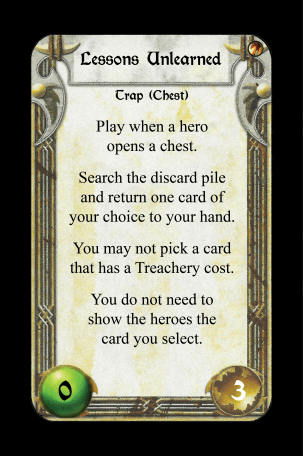 Lessons Unlearned
Trap (Chest)
Play when a hero
opens a chest.
Search the discard pile
and return one card of
your choice to your hand.
You may not pick a card
that has a Treachery cost.
You do not need to
show the heroes the
card you select.
0
3